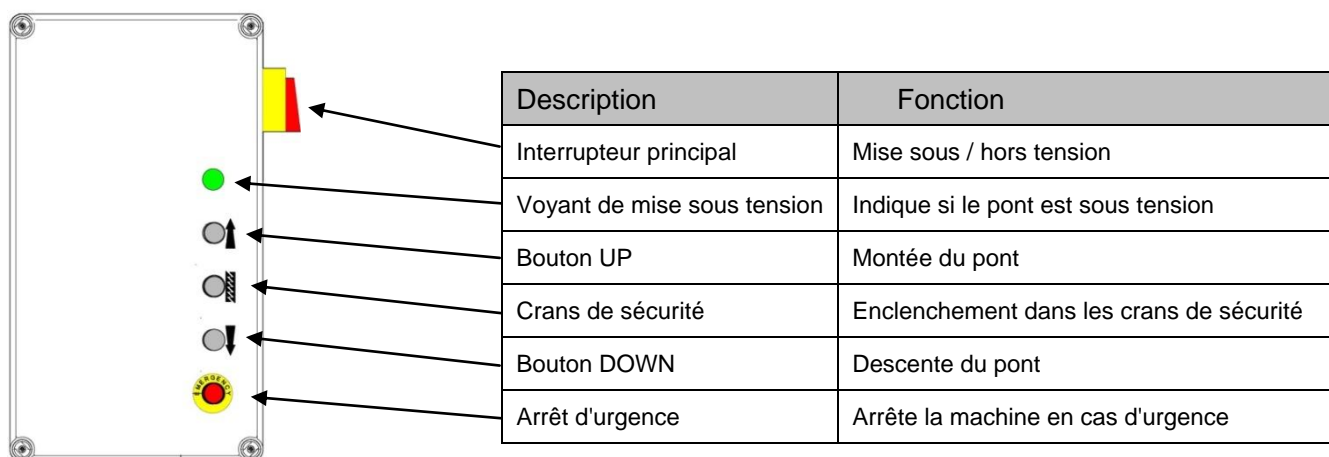 Description Fonction
Interrupteur principal Mise sous / hors tension
Voyant de mise sous tension Indique si le pont est sous tension
Bouton UP Montée du pont
Crans de sécurité Enclenchement dans les crans de sécurité
Bouton DOWN Descente du pont
EMERGENCY
Arrêt d'urgence Arrête la machine en cas d'urgence